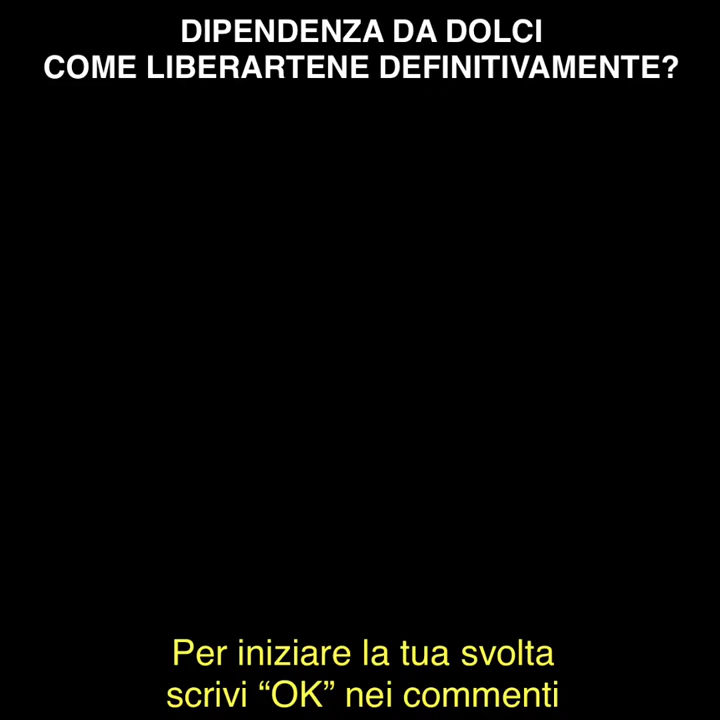 DIPENDENZA DA DOLCI
COME LIBERARTENE DEFINITIVAMENTE?
Per iniziare la tua svolta
scrivi “OK” nei commenti